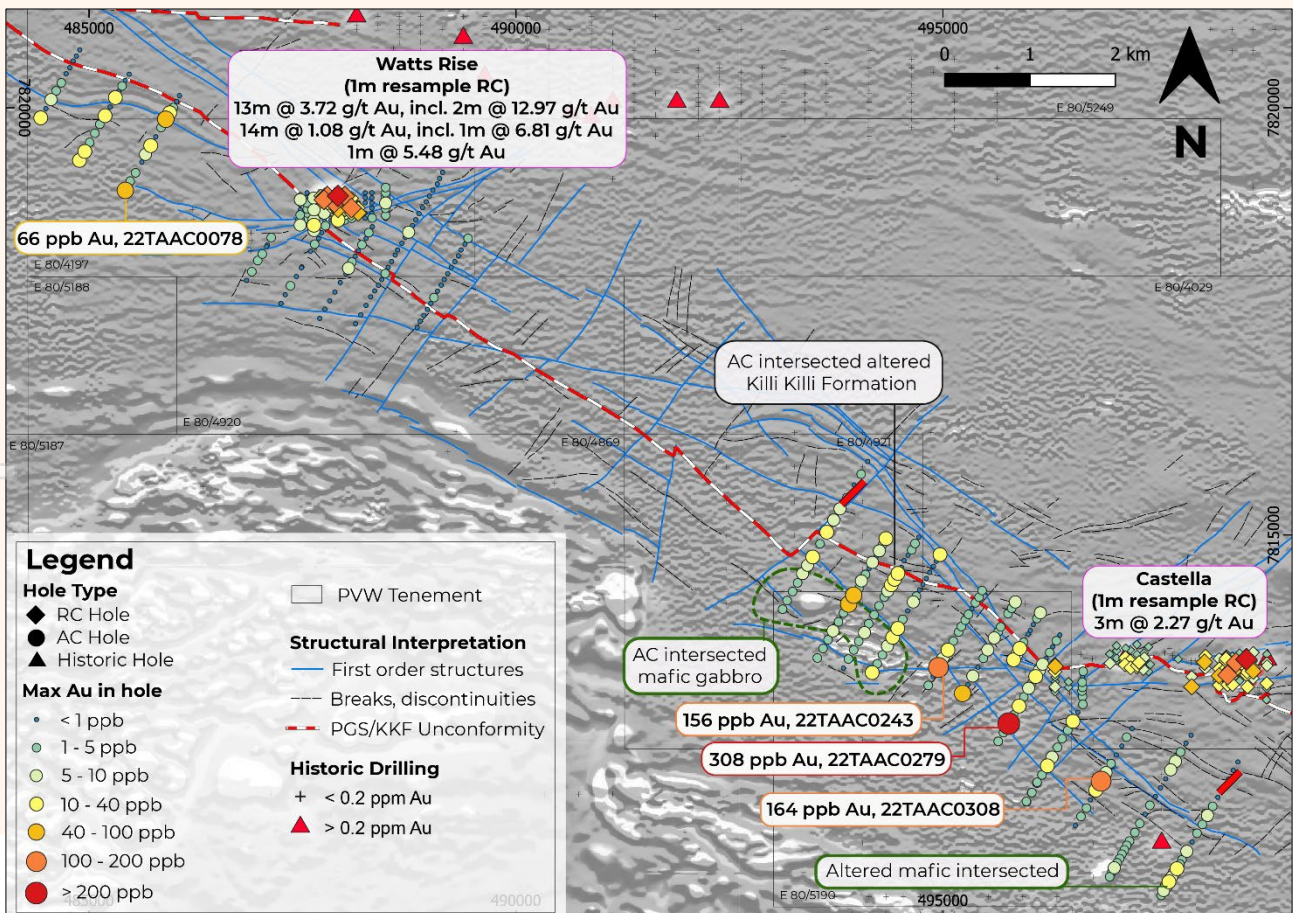 485000
490000
495000
Watts Rise
(1m resample RC)
13m @ 3.72 g/t Au, incl. 2m @ 12.97 g/t Au
14m @ 1.08 g/t Au, incl. 1m @ 6.81 g/t Au
1m @ 5.48 g/t Au
0 1 2 km
E 80/5249
N
7820000
7820000
66 ppb Au, 22TAAC0078
E 80/4197
E 80/5188
E 80/4029
AC intersected altered
Killi Killi Formation
E 80/4920
E 80/5187
E 80/4869
E 80/4921
7815000
Castella
(1m resample RC)
3m @ 2.27 g/t Au
AC intersected
mafic gabbro
156 ppb Au, 22TAAC0243
308 ppb Au, 22TAAC0279
164 ppb Au, 22TAAC0308
Altered mafic intersected
E 80/5190
Legend
Hole Type
RC Hole
AC Hole
Historic Hole
Max Au in hole
< 1 ppb
1 - 5 ppb
5 - 10 ppb
10 - 40 ppb
40 - 100 ppb
100 - 200 ppb
> 200 ppb
PVW Tenement
Structural Interpretation
First order structures
Breaks, discontinuities
PGS/KKF Unconformity
Historic Drilling
+ < 0.2 ppm Au
> 0.2 ppm Au
485000
490000
495000